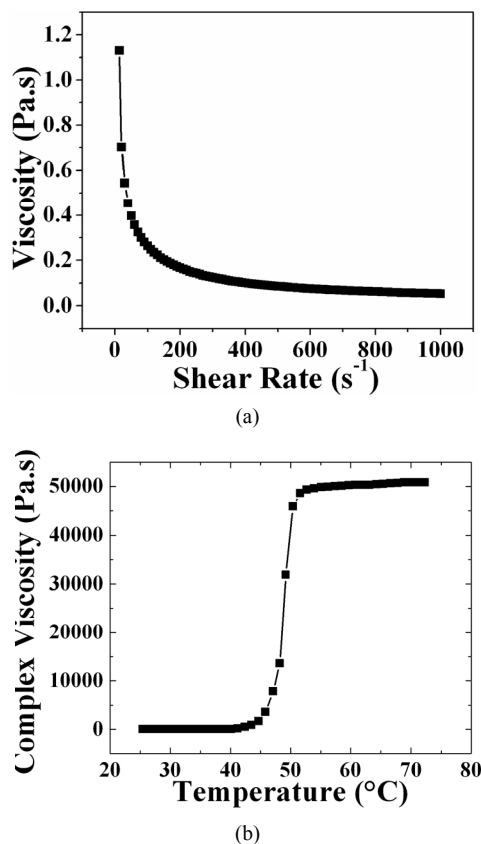 1.2
1.0
0.8
0.6
0.4
0.2
0.0
Viscosity (Pa.s)
0 200 400 600 800 1000
Shear Rate (s⁻¹)
(a)
50000
40000
30000
20000
10000
0
Complex Viscosity (Pa.s)
20 30 40 50 60 70 80
Temperature (°C)
(b)